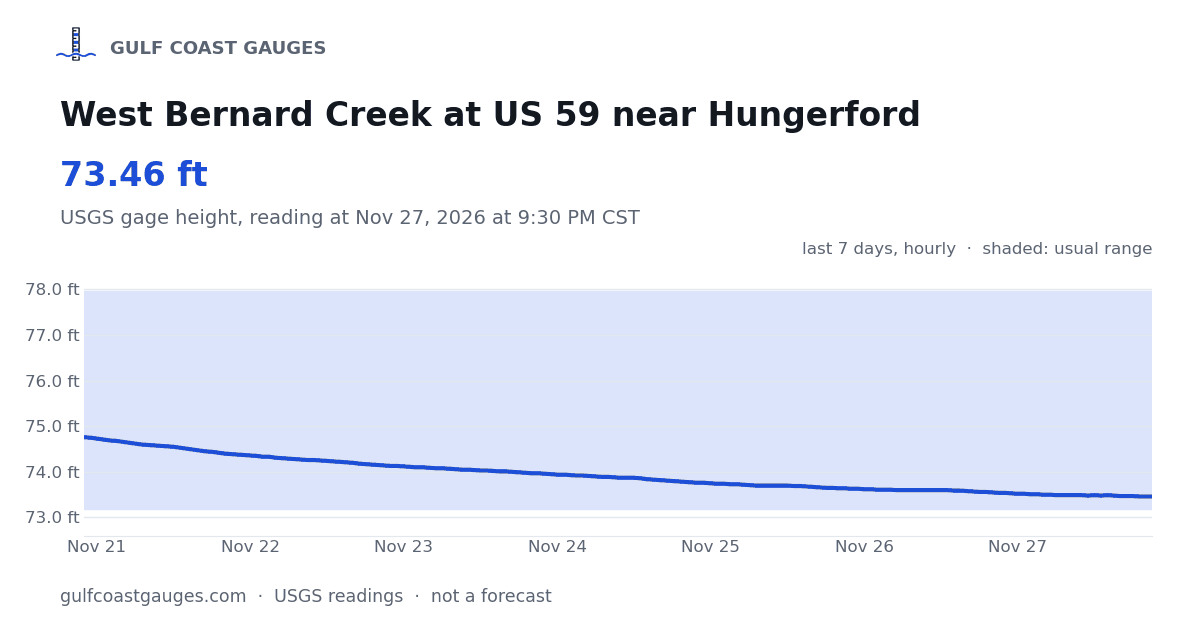 GULF COAST GAUGES
West Bernard Creek at US 59 near Hungerford
73.46 ft
USGS gage height, reading at Nov 27, 2026 at 9:30 PM CST
last 7 days, hourly · shaded: usual range
78.0 ft
77.0 ft
76.0 ft
75.0 ft
74.0 ft
73.0 ft
Nov 21 Nov 22 Nov 23 Nov 24 Nov 25 Nov 26 Nov 27
gulfcoastgauges.com · USGS readings · not a forecast